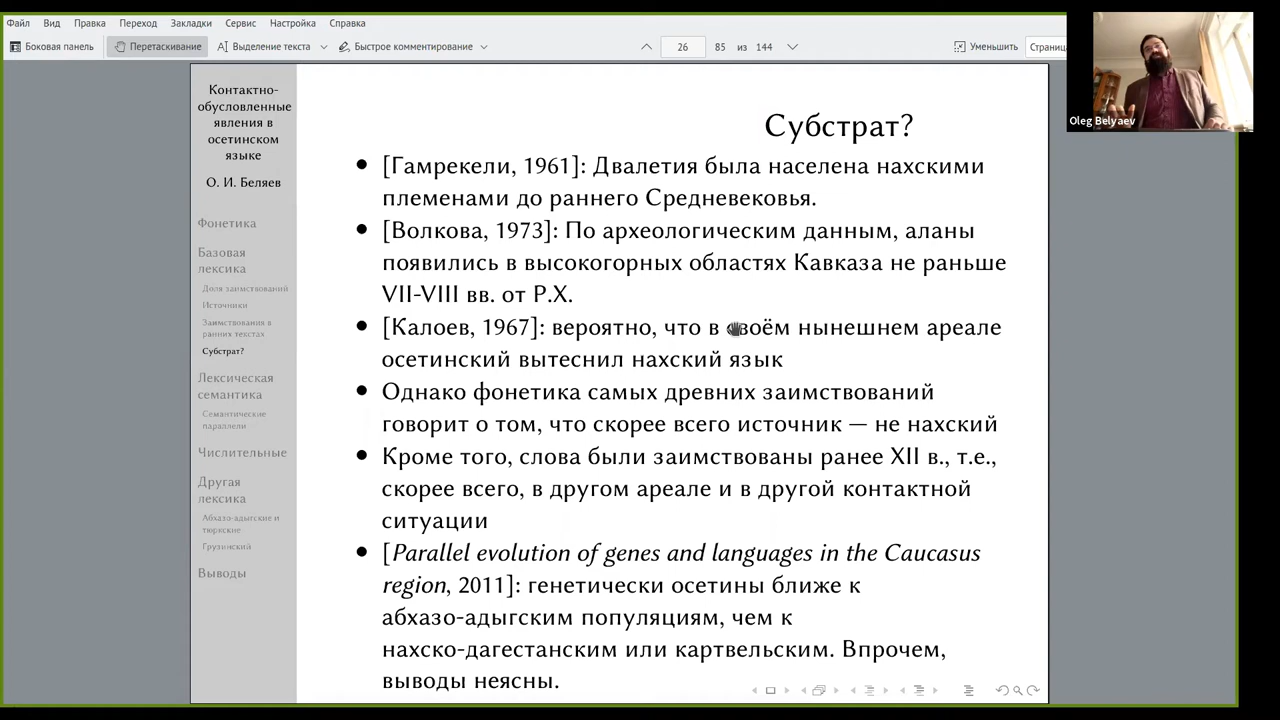 Файл Вид Правка Переход Закладки Сервис Настройка Справка
Боковая панель Перетаскивание Выделение текста Быстрое комментирование 26 85 из 144 Уменьшить Страница
Oleg Belyaev
Контактно-
обусловленные
явления в
осетинском
языке
О. И. Беляев
Фонетика
Базовая
лексика
Доля заимствований
Источники
Заимствования в
ранних текстах
Субстрат?
Лексическая
семантика
Семантические
параллели
Числительные
Другая
лексика
Абхазо-адыгские и
тюркские
Грузинский
Выводы
Субстрат?
• [Гамрекели, 1961]: Двалетия была населена нахскими
племенами до раннего Средневековья.
• [Волкова, 1973]: По археологическим данным, аланы
появились в высокогорных областях Кавказа не раньше
VII-VIII вв. от Р.Х.
• [Калоев, 1967]: вероятно, что в своём нынешнем ареале
осетинский вытеснил нахский язык
• Однако фонетика самых древних заимствований
говорит о том, что скорее всего источник — не нахский
• Кроме того, слова были заимствованы ранее XII в., т.е.,
скорее всего, в другом ареале и в другой контактной
ситуации
• [Parallel evolution of genes and languages in the Caucasus
region, 2011]: генетически осетины ближе к
абхазо-адыгским популяциям, чем к
нахско-дагестанским или картвельским. Впрочем,
выводы неясны.